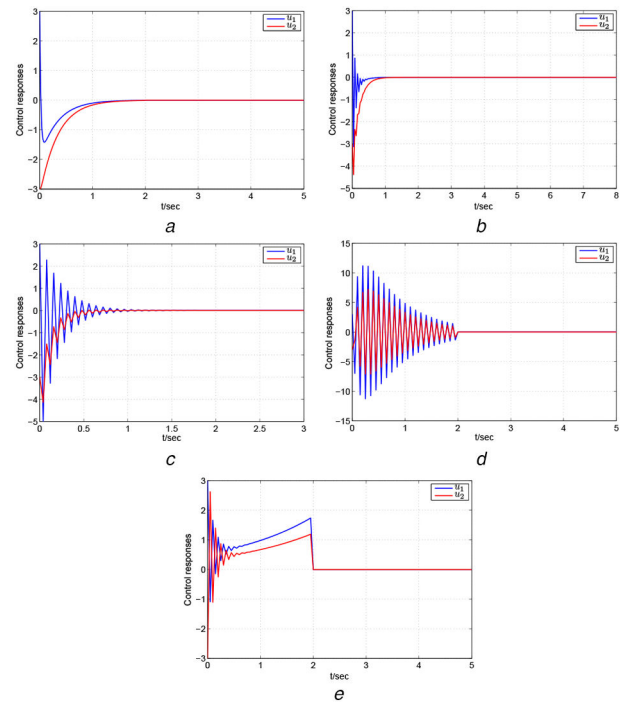 3
2
1
0
-1
-2
-3
Control responses
0 1 2 3 4 5
t/sec
u1
u2
a
3
2
1
0
-1
-2
-3
-4
-5
Control responses
0 1 2 3 4 5 6 7 8
t/sec
u1
u2
b
3
2
1
0
-1
-2
-3
-4
-5
Control responses
0 0.5 1 1.5 2 2.5 3
t/sec
u1
u2
c
15
10
5
0
-5
-10
-15
Control responses
0 1 2 3 4 5
t/sec
u1
u2
d
3
2
1
0
-1
-2
-3
Control responses
0 1 2 3 4 5
t/sec
u1
u2
e